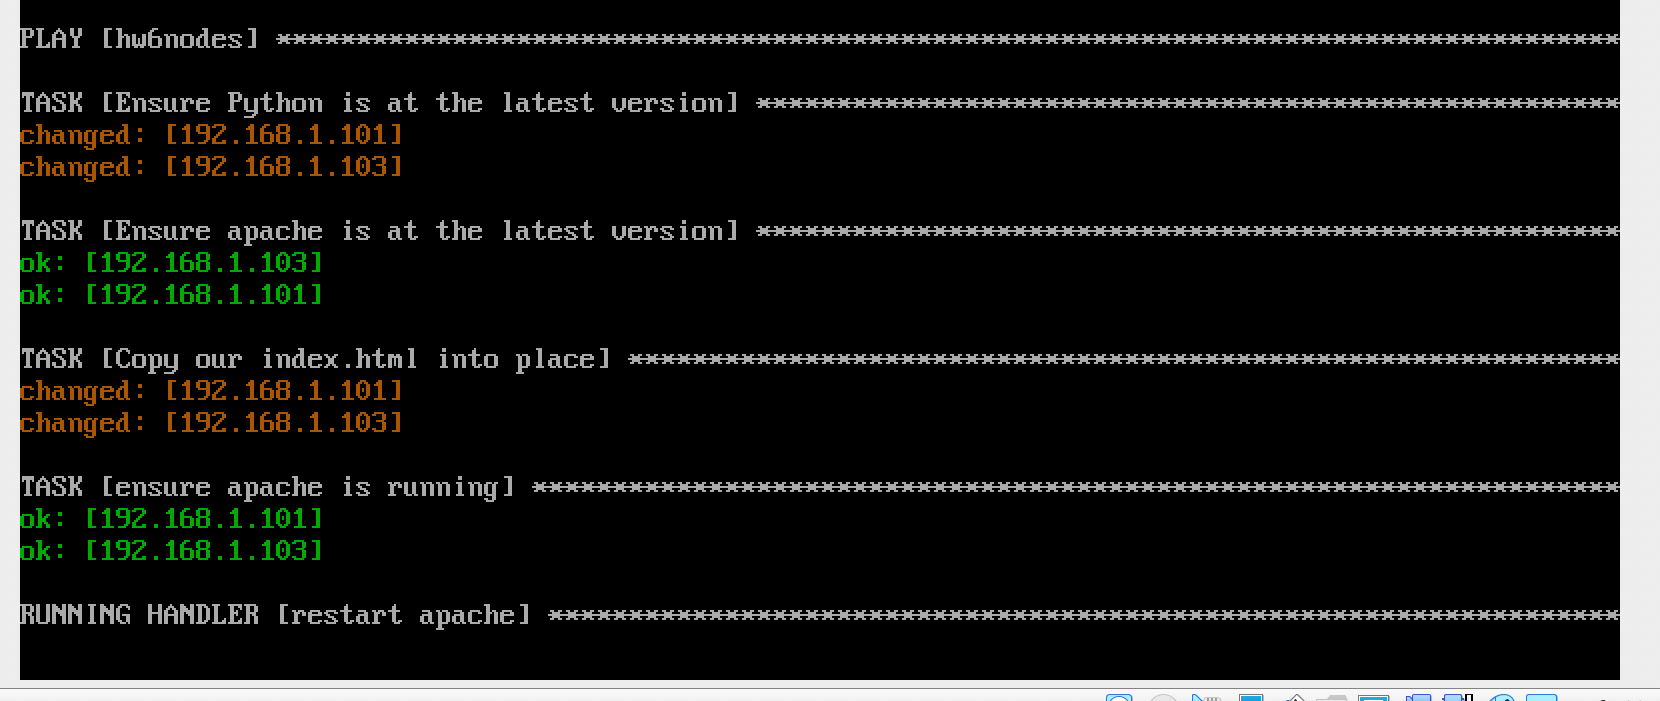 PLAY [hw6nodes] ************************************************************************************
TASK [Ensure Python is at the latest version] ******************************************************
changed: [192.168.1.101]
changed: [192.168.1.103]
TASK [Ensure apache is at the latest version] ******************************************************
ok: [192.168.1.103]
ok: [192.168.1.101]
TASK [Copy our index.html into place] **************************************************************
changed: [192.168.1.101]
changed: [192.168.1.103]
TASK [ensure apache is running] ********************************************************************
ok: [192.168.1.101]
ok: [192.168.1.103]
RUNNING HANDLER [restart apache] *******************************************************************